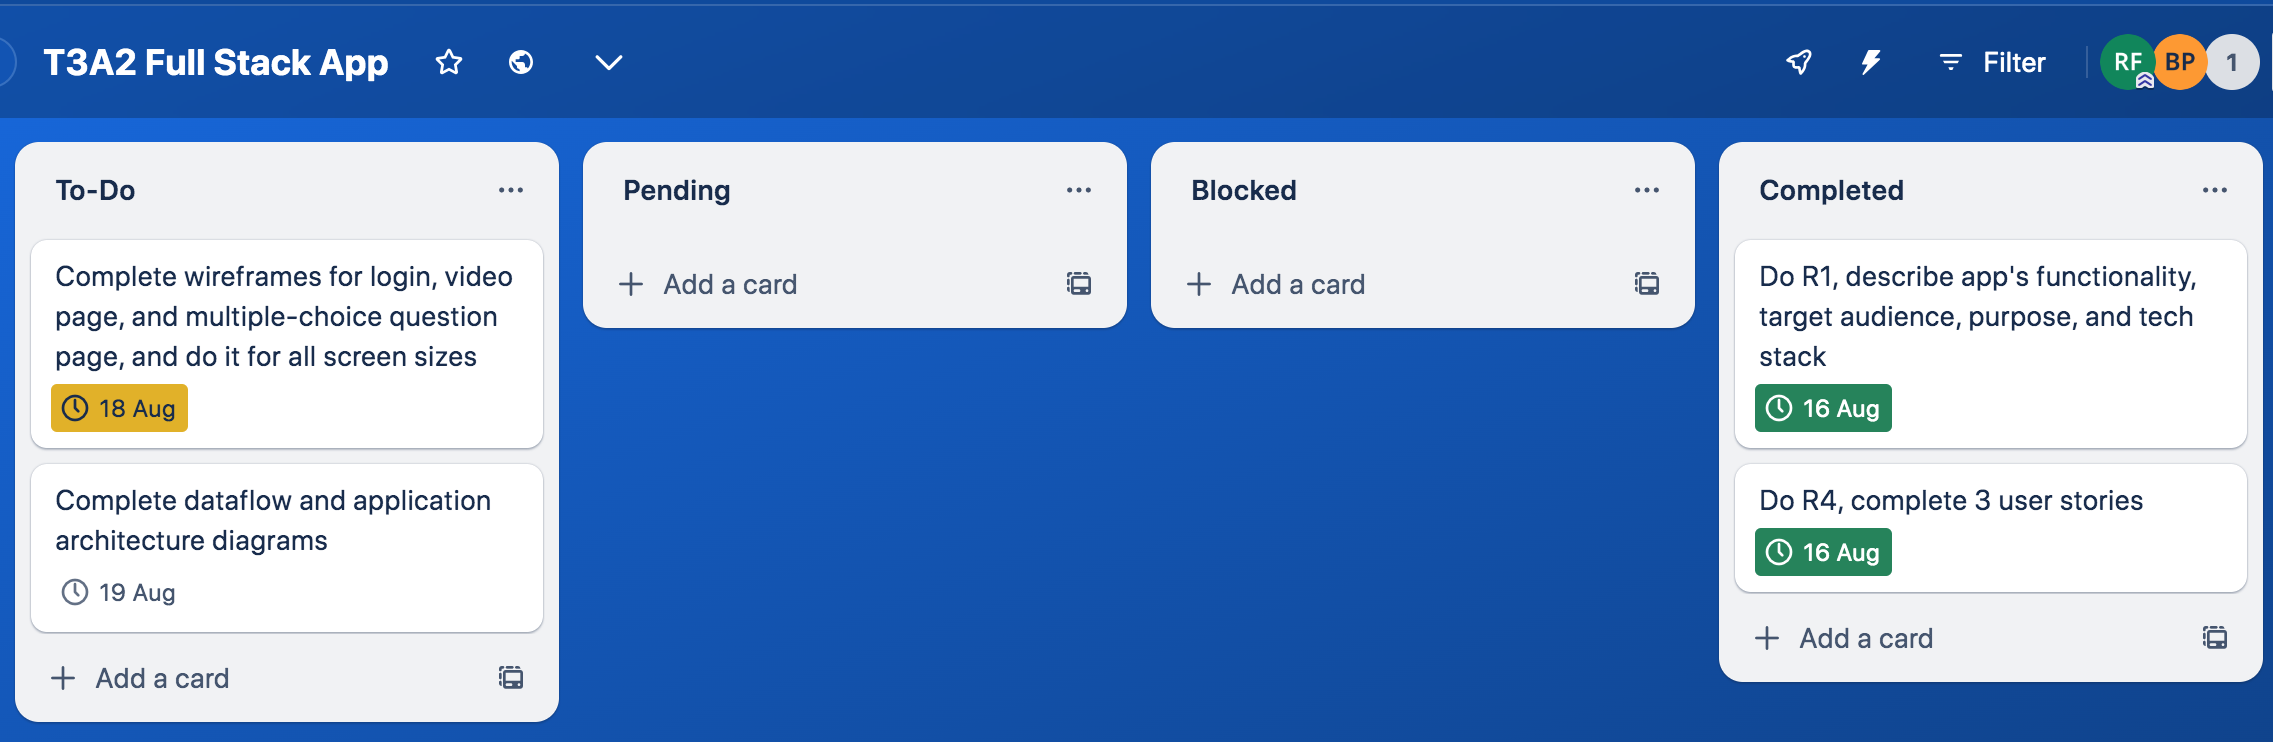 T3A2 Full Stack App
Filter
RF
BP
1
To-Do
Complete wireframes for login, video
page, and multiple-choice question
page, and do it for all screen sizes
18 Aug
Complete dataflow and application
architecture diagrams
19 Aug
Add a card
Pending
Add a card
Blocked
Add a card
Completed
Do R1, describe app's functionality,
target audience, purpose, and tech
stack
16 Aug
Do R4, complete 3 user stories
16 Aug
Add a card